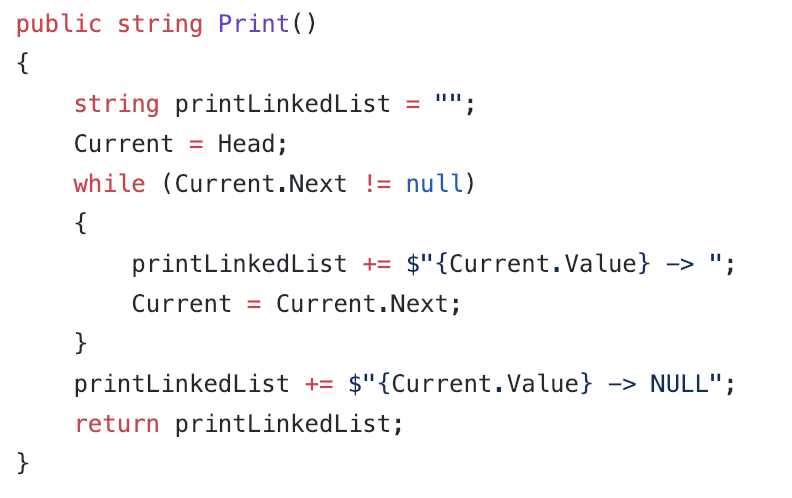 public string Print()
{
    string printLinkedList = "";
    Current = Head;
    while (Current.Next != null)
    {
        printLinkedList += $"{Current.Value} -> ";
        Current = Current.Next;
    }
    printLinkedList += $"{Current.Value} -> NULL";
    return printLinkedList;
}